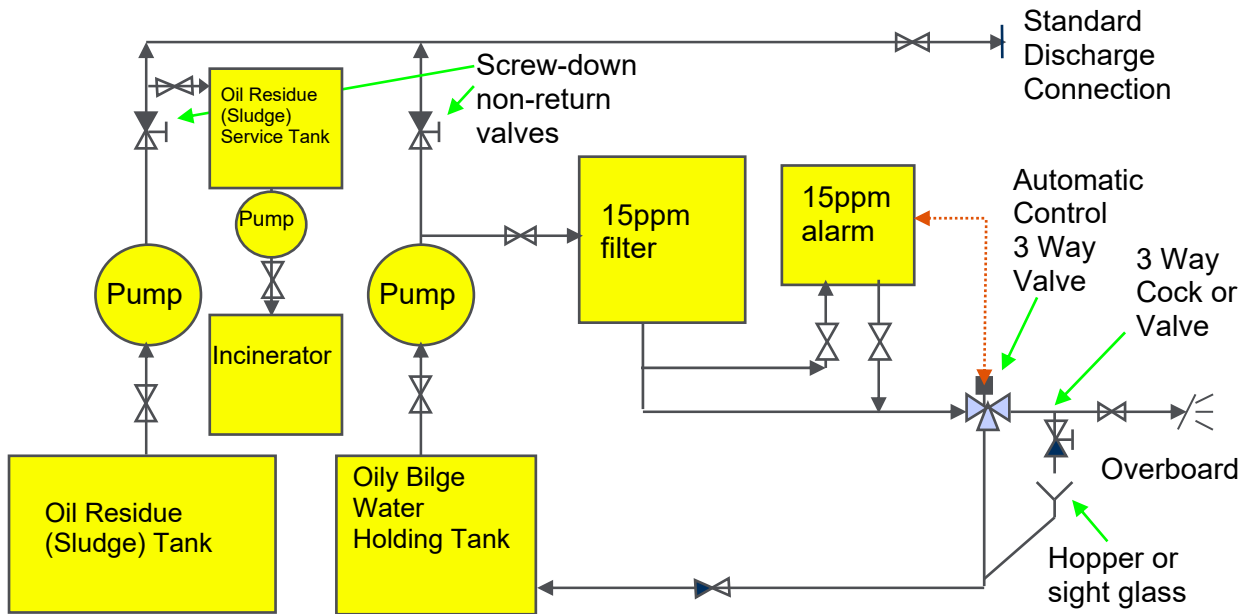 Standard
Discharge
Connection
Screw-down
non-return
valves
Oil Residue
(Sludge)
Service Tank
Pump
Incinerator
Pump
Pump
15ppm
filter
15ppm
alarm
Automatic
Control
3 Way
Valve
3 Way
Cock or
Valve
Oil Residue
(Sludge) Tank
Oily Bilge
Water
Holding Tank
Overboard
Hopper or
sight glass